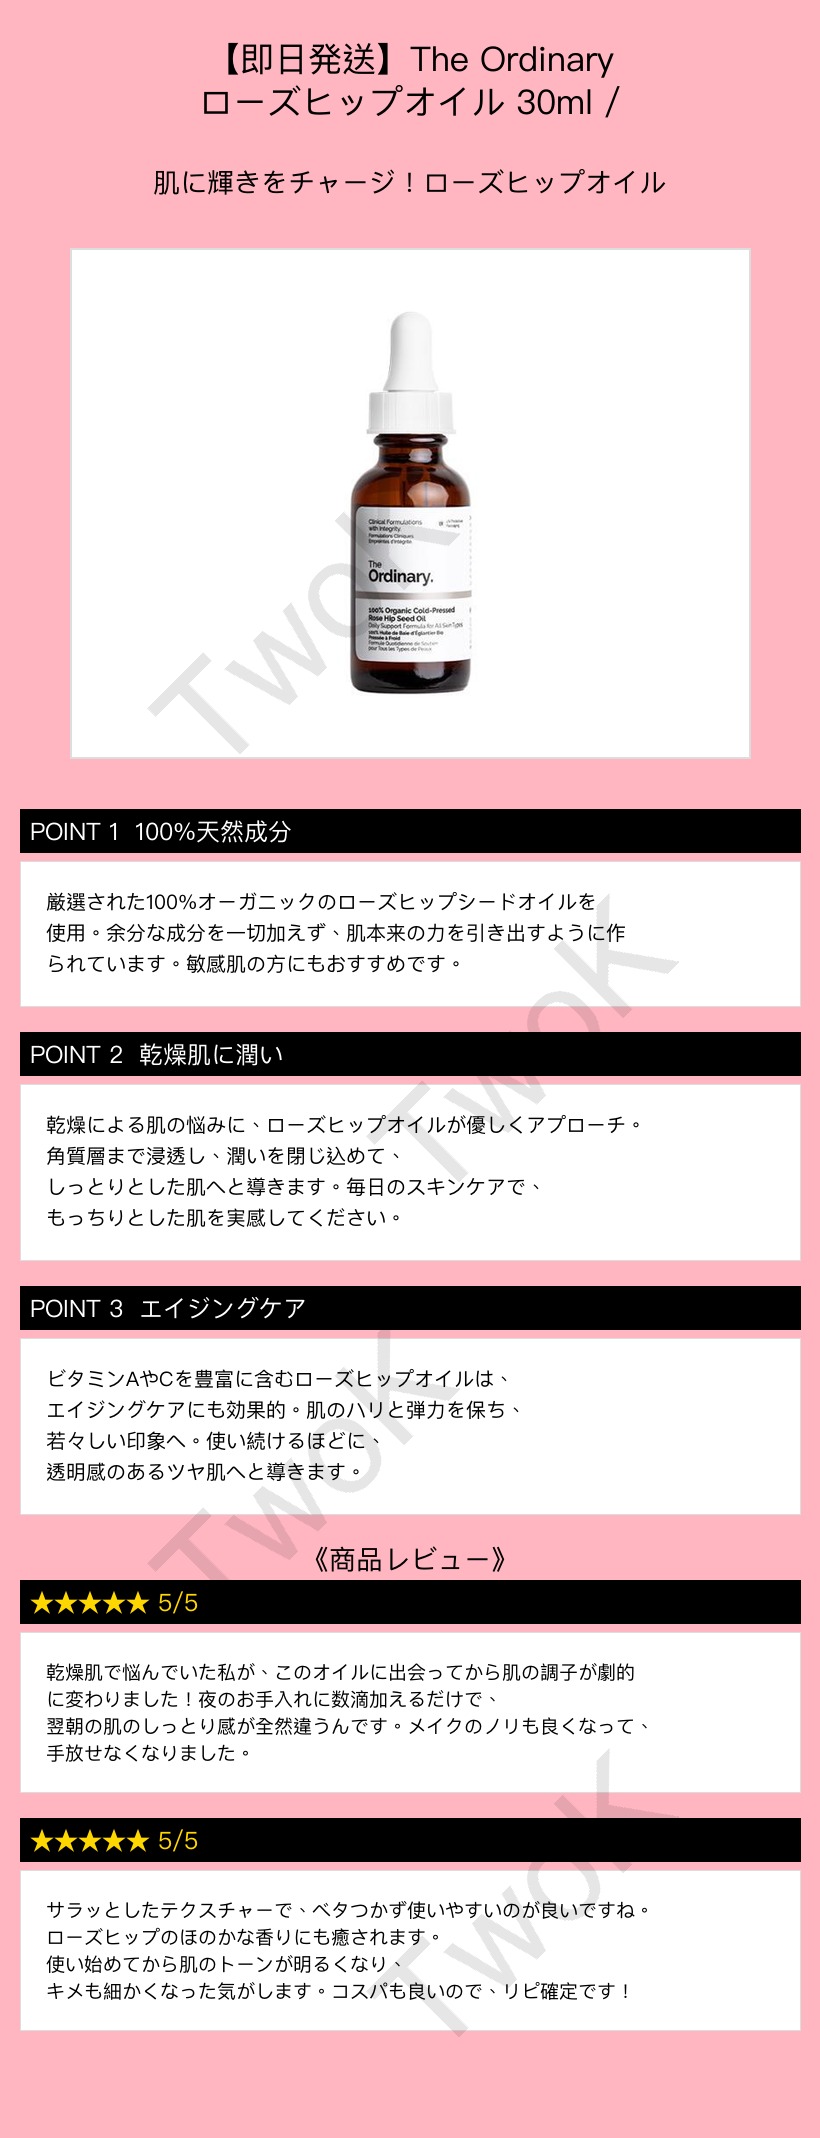 【即日発送】The Ordinary
ローズヒップオイル 30ml /
肌に輝きをチャージ！ローズヒップオイル
Clinical Formulations
with Integrity.
Formulations Cliniques
Empreintes d'Intégrité.
The
Ordinary.
100% Organic Cold-Pressed
Rose Hip Seed Oil
Daily Support Formula for All Skin Types
100% Huile de Baie d'Églantier Bio
Pressée à Froid
Formule Quotidienne de Soutien
pour Tous les Types de Peaux
TwoK
POINT 1 100%天然成分
厳選された100%オーガニックのローズヒップシードオイルを
使用。余分な成分を一切加えず、肌本来の力を引き出すように作
られています。敏感肌の方にもおすすめです。
TwoK
POINT 2 乾燥肌に潤い
乾燥による肌の悩みに、ローズヒップオイルが優しくアプローチ。
角質層まで浸透し、潤いを閉じ込めて、
しっとりとした肌へと導きます。毎日のスキンケアで、
もっちりとした肌を実感してください。
POINT 3 エイジングケア
ビタミンAやCを豊富に含むローズヒップオイルは、
エイジングケアにも効果的。肌のハリと弾力を保ち、
若々しい印象へ。使い続けるほどに、
透明感のあるツヤ肌へと導きます。
TwoK
《商品レビュー》
★★★★★ 5/5
乾燥肌で悩んでいた私が、このオイルに出会ってから肌の調子が劇的
に変わりました！夜のお手入れに数滴加えるだけで、
翌朝の肌のしっとり感が全然違うんです。メイクのノリも良くなって、
手放せなくなりました。
★★★★★ 5/5
サラッとしたテクスチャーで、ベタつかず使いやすいのが良いですね。
ローズヒップのほのかな香りにも癒されます。
使い始めてから肌のトーンが明るくなり、
キメも細かくなった気がします。コスパも良いので、リピ確定です！
TwoK